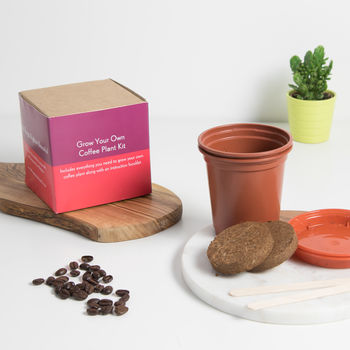 Grow Your Own
Coffee Plant Kit
Includes everything you need to grow your own
coffee plant along with an instruction booklet